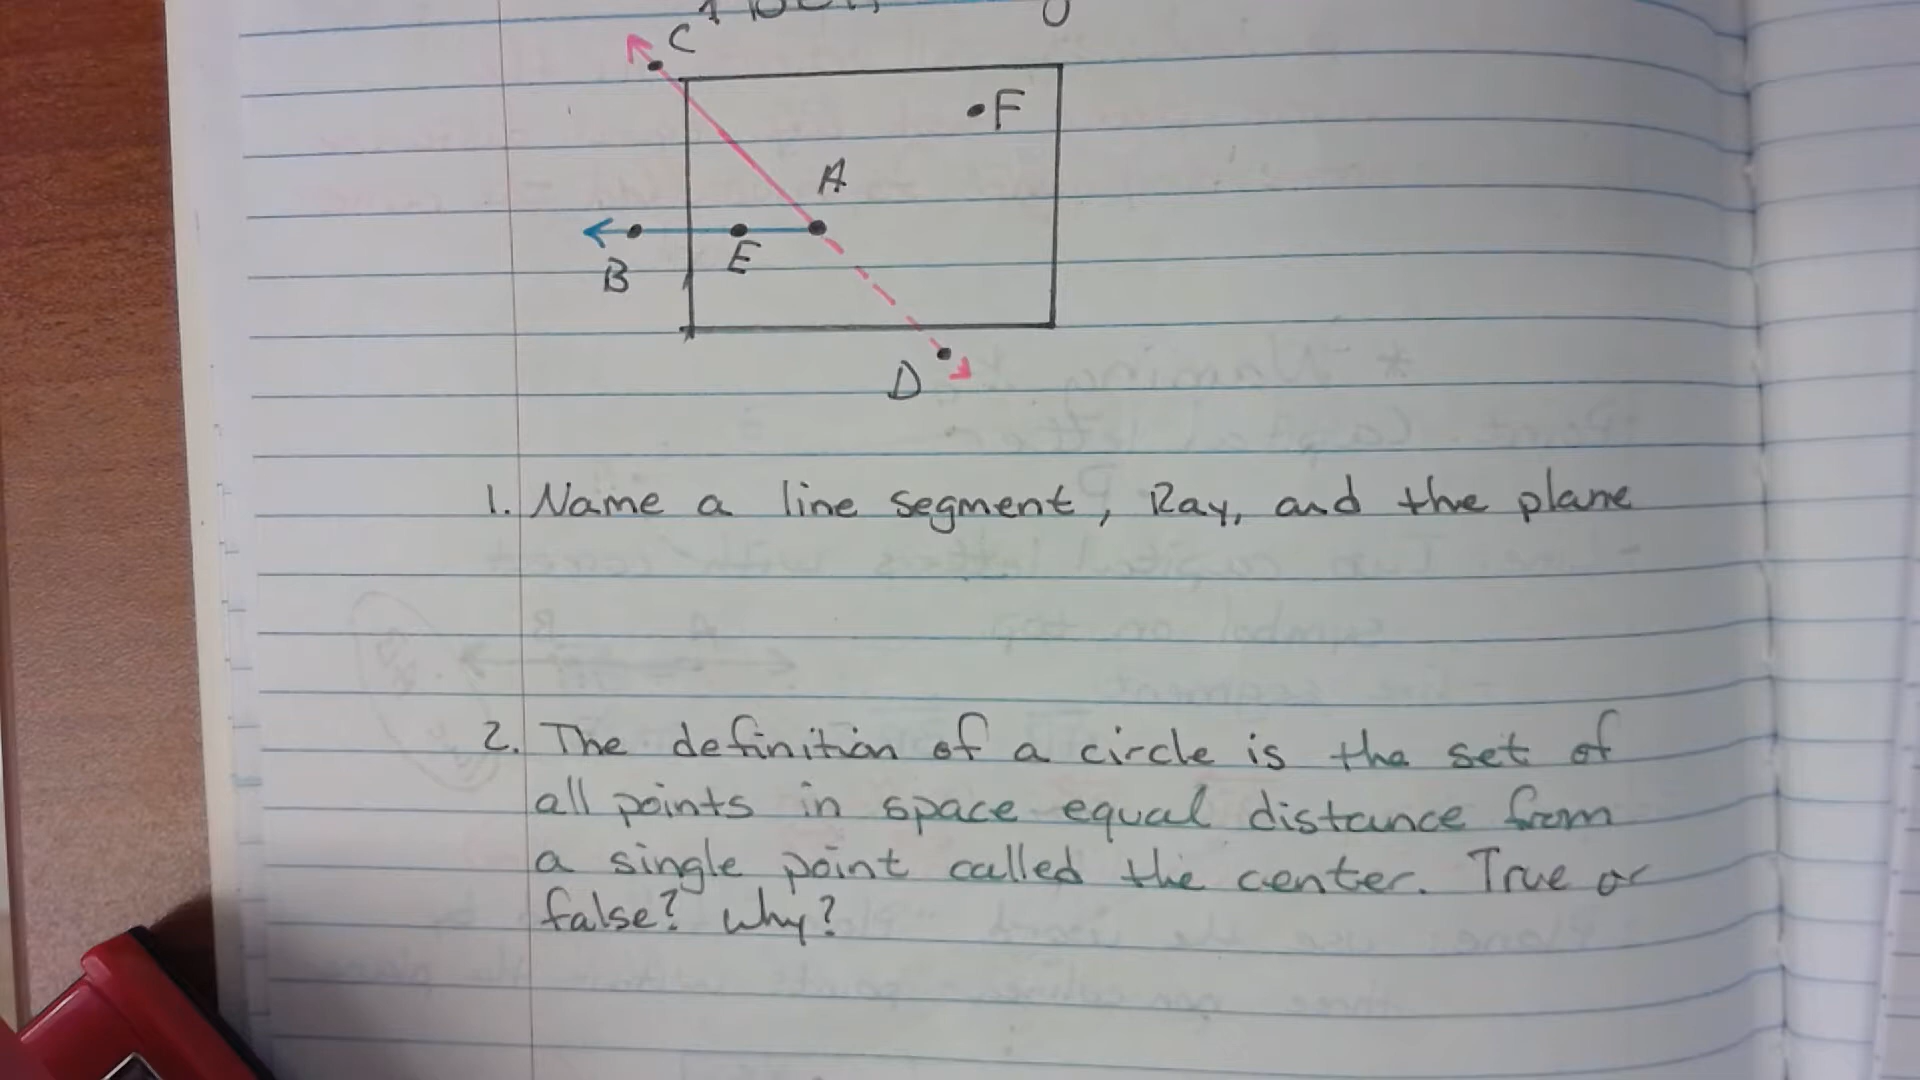 C
F
A
B
E
D
1. Name a line segment, Ray, and the plane
2. The definition of a circle is the set of
all points in space equal distance from
a single point called the center. True or
false? Why?